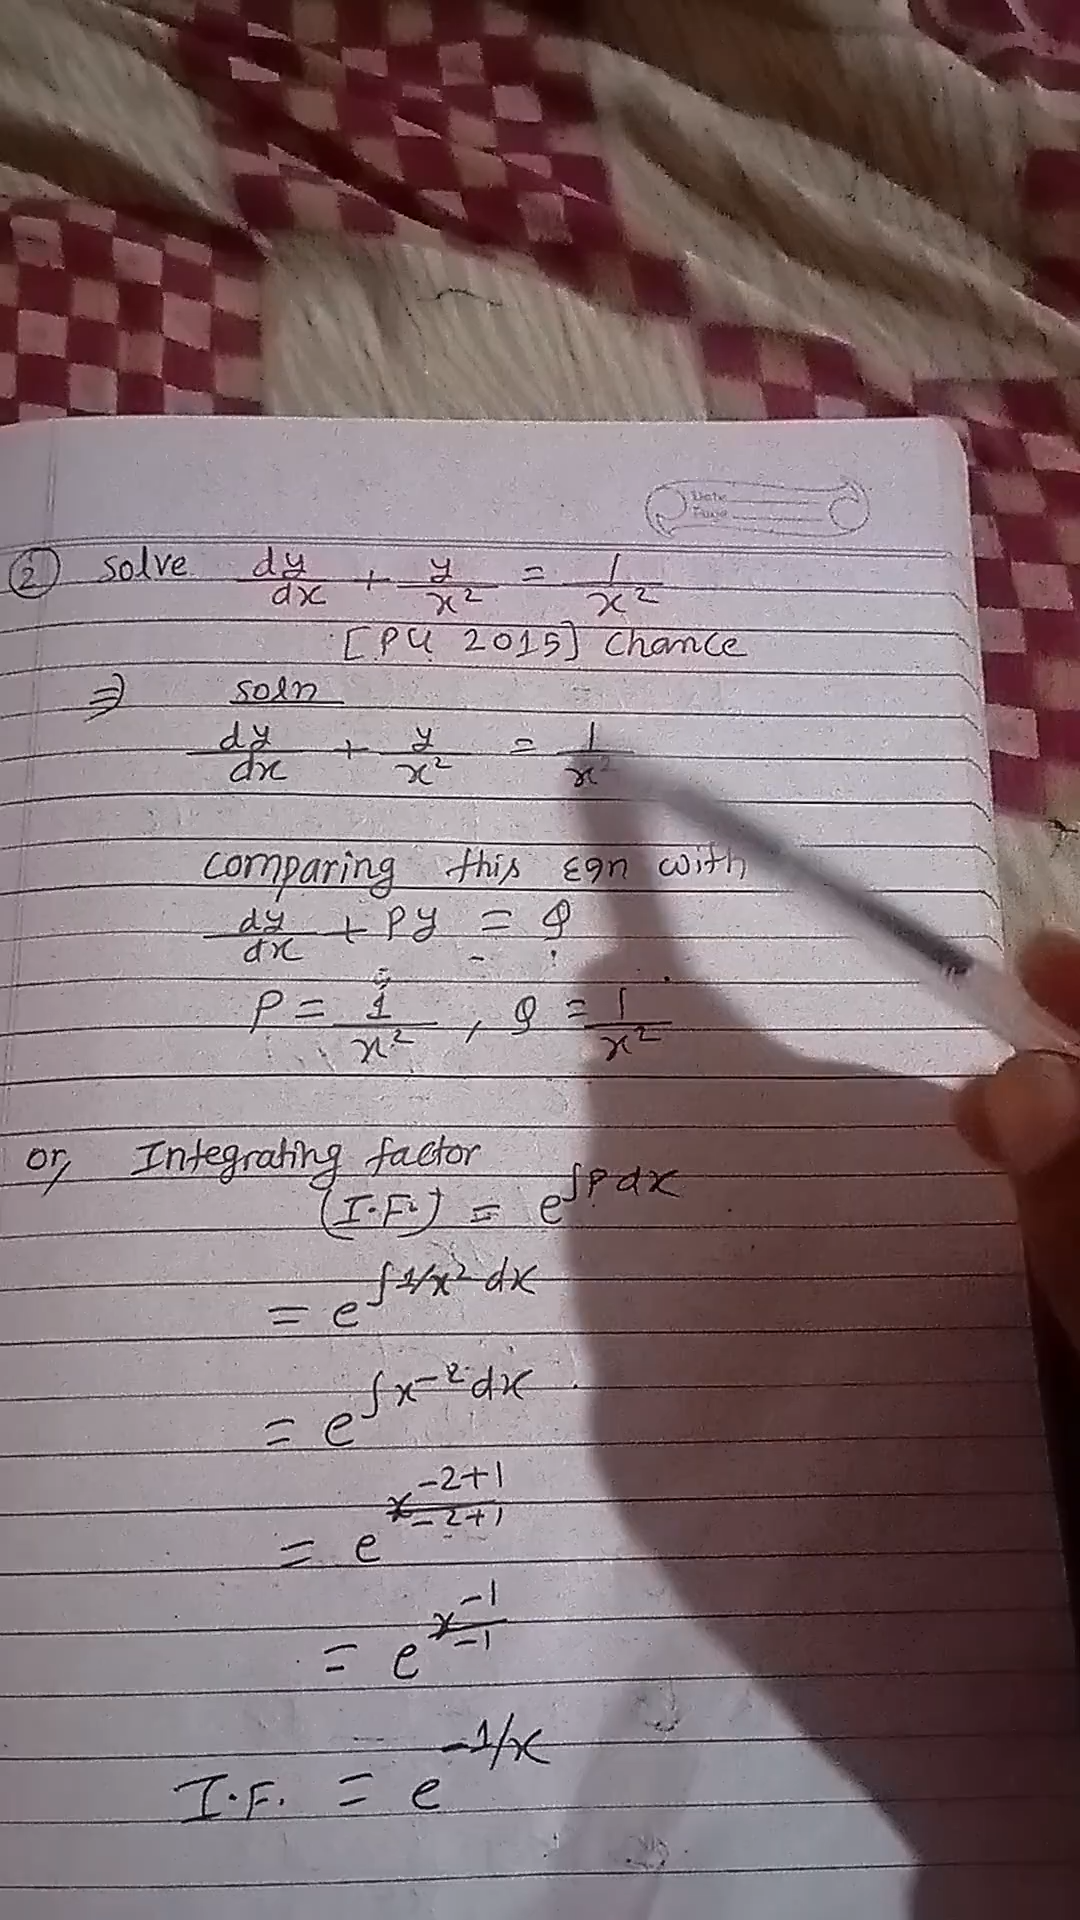 Date
Page
② solve dy/dx + y/x² = 1/x²
[PU 2015] Chance
⇒ soln
dy/dx + y/x² = 1/x²
comparing this eqn with
dy/dx + Py = Q
P = 1/x² , Q = 1/x²
or, Integrating factor
(I.F.) = e^∫P dx
= e^∫1/x² dx
= e^∫x⁻² dx
= e^x^-2+1/-2+1
= e^x^-1/-1
I.F. = e^-1/x